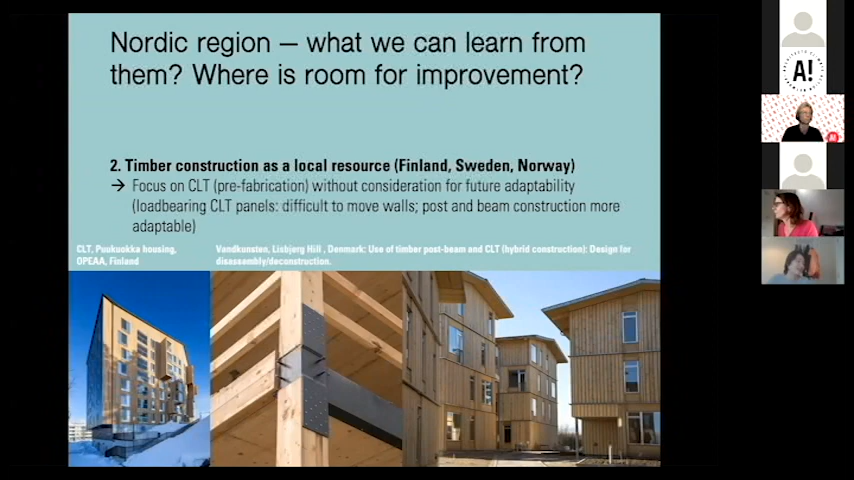 Nordic region – what we can learn from
them? Where is room for improvement?
2. Timber construction as a local resource (Finland, Sweden, Norway)
→ Focus on CLT (pre-fabrication) without consideration for future adaptability
(loadbearing CLT panels: difficult to move walls; post and beam construction more
adaptable)
CLT, Puukuokka housing,
OPEAA, Finland
Vandkunsten, Lisbjerg Hill , Denmark: Use of timber post-beam and CLT (hybrid construction): Design for
disassembly/deconstruction.
A!